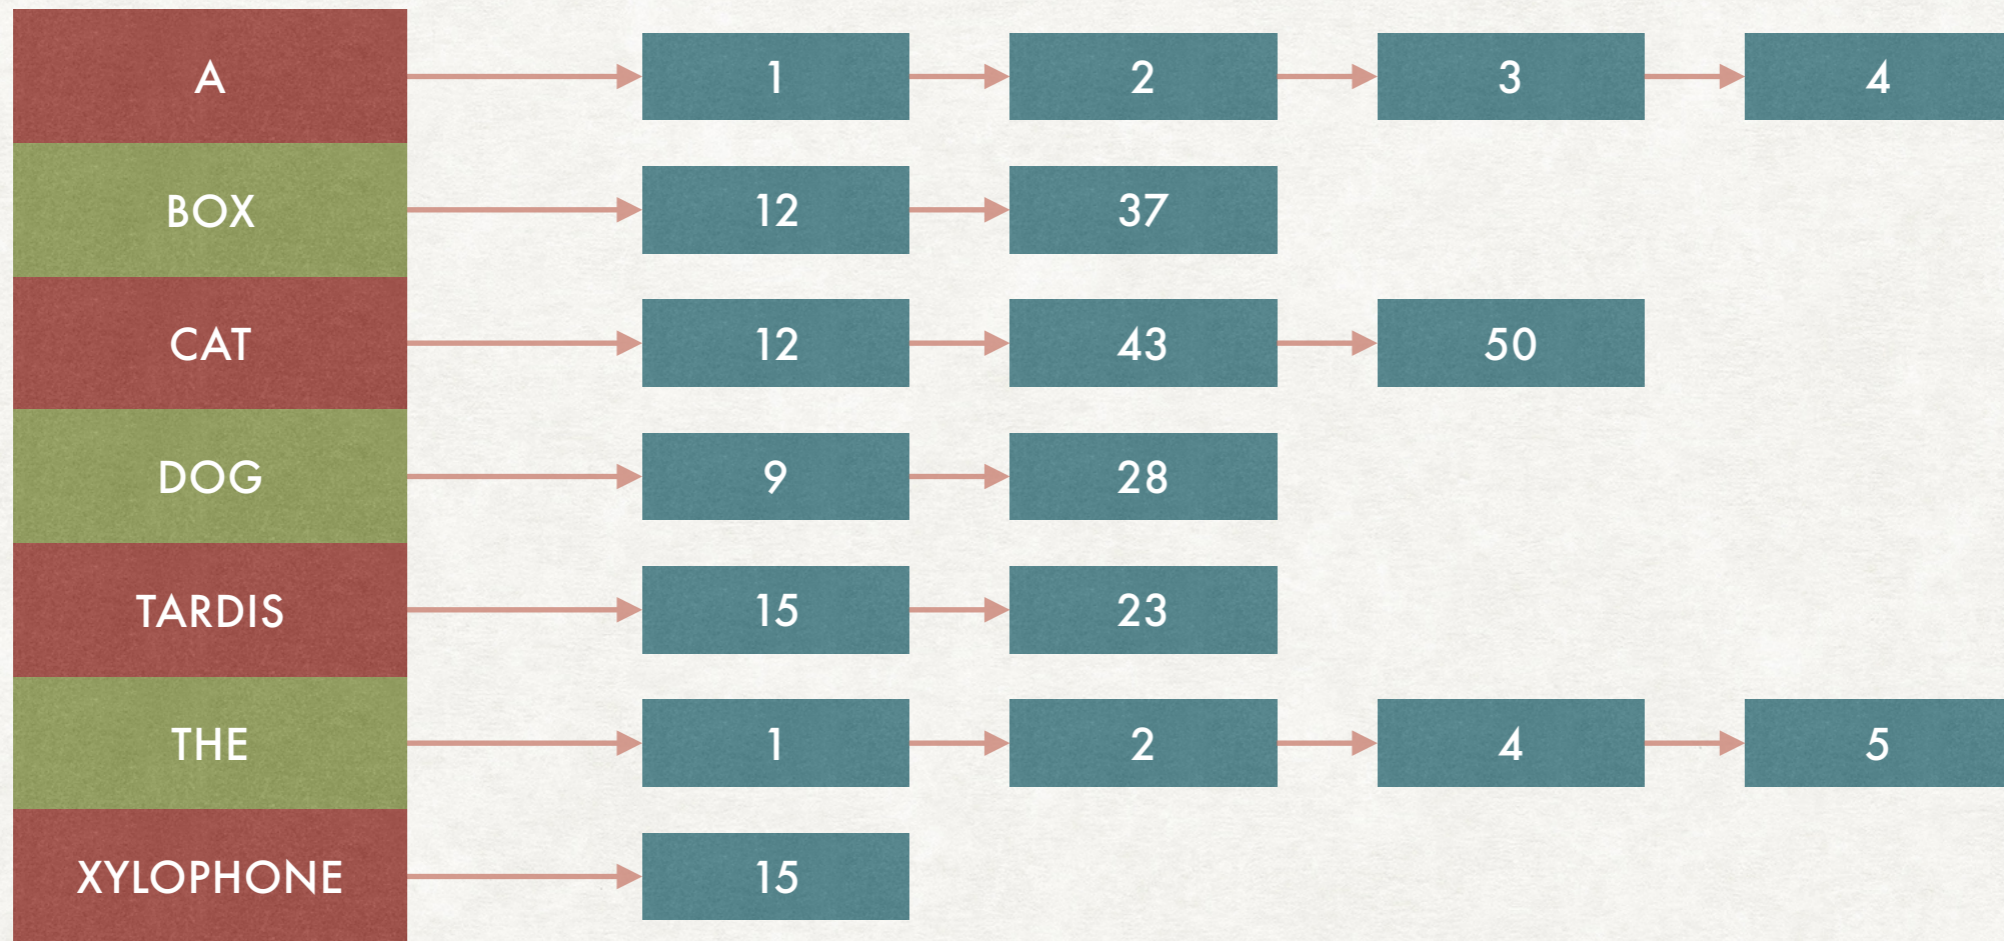 A 1 2 3 4
BOX 12 37
CAT 12 43 50
DOG 9 28
TARDIS 15 23
THE 1 2 4 5
XYLOPHONE 15